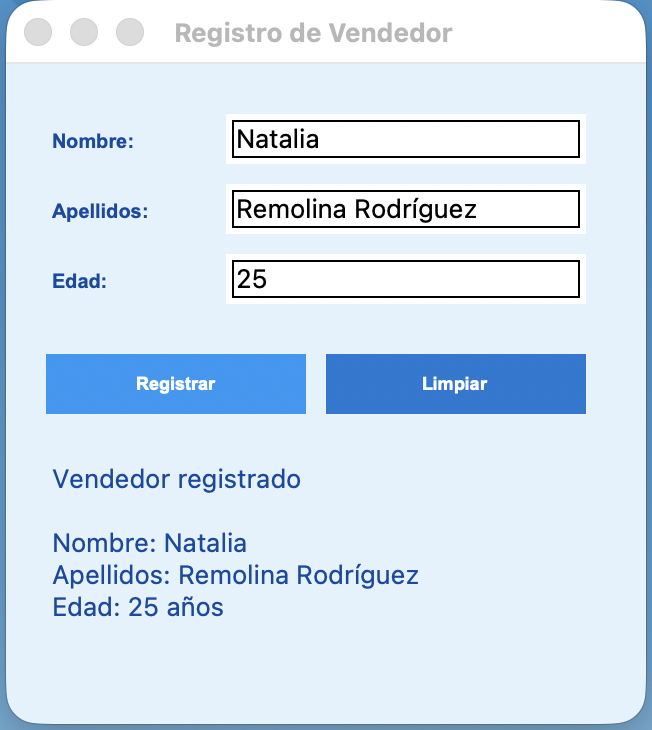 Registro de Vendedor
Nombre: Natalia
Apellidos: Remolina Rodríguez
Edad: 25
Registrar Limpiar
Vendedor registrado
Nombre: Natalia
Apellidos: Remolina Rodríguez
Edad: 25 años